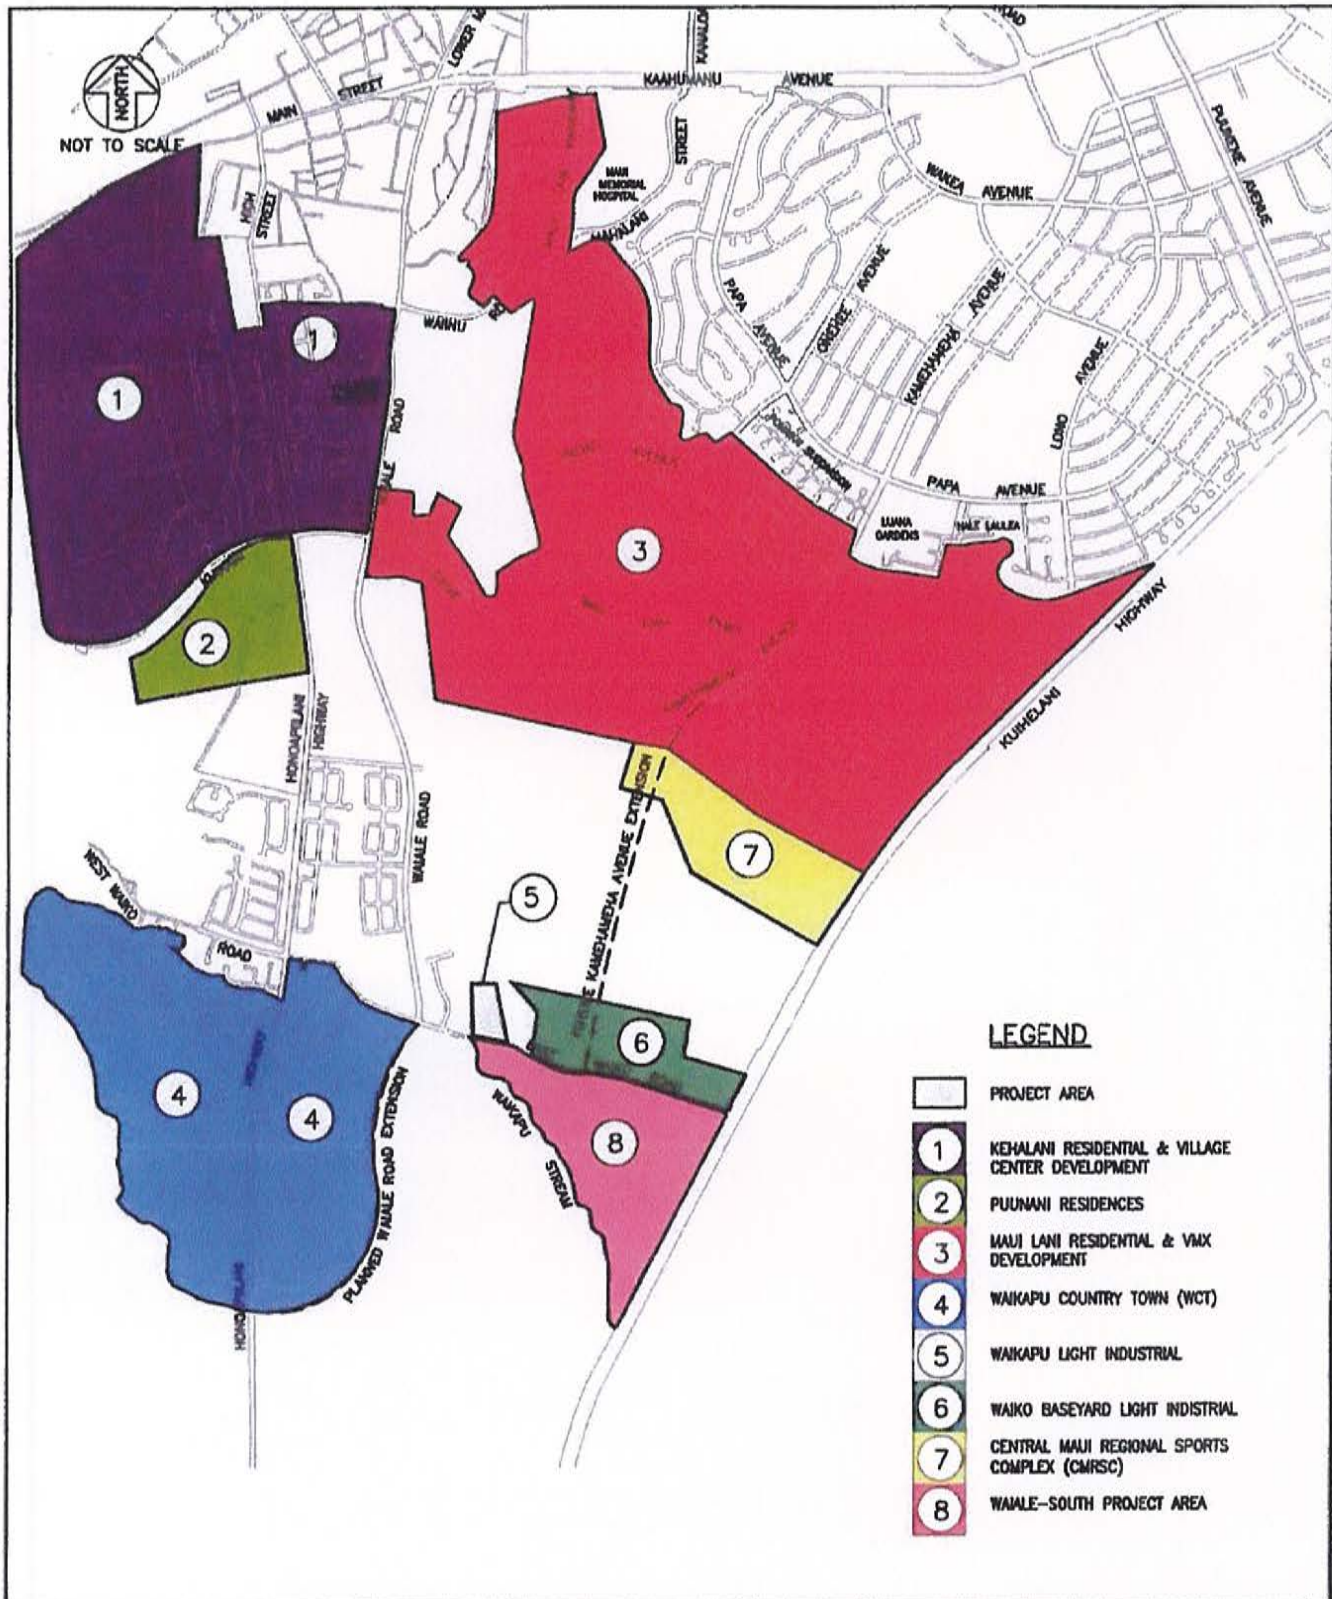 NORTH
NOT TO SCALE
MAIN
STREET
KAAHUMANU
AVENUE
ROAD
PUUNENE AVENUE
STREET
MAUI
MEMORIAL
HOSPITAL
MAHALANI
WAKEA
AVENUE
HIGH
STREET
PAPA
AVENUE
ONEHEE
AVENUE
KAMEHAMEHA
AVENUE
LONO
AVENUE
1
1
ROAD
PAPA
AVENUE
LUANA
GARDENS
HALE LAULEA
3
HIGHWAY
KUIHELANI
2
HONOAPIILANI
HIGHWAY
WAIALE ROAD
KAMEHAMEHA AVENUE EXTENSION
7
WEST WAIKO
ROAD
5
6
4
4
WAIKAPU
STREAM
8
PLANNED WAIALE ROAD EXTENSION
HONOAPIILANI
LEGEND
PROJECT AREA
1 KEHALANI RESIDENTIAL & VILLAGE
CENTER DEVELOPMENT
2 PUUNANI RESIDENCES
3 MAUI LANI RESIDENTIAL & VMX
DEVELOPMENT
4 WAIKAPU COUNTRY TOWN (WCT)
5 WAIKAPU LIGHT INDUSTRIAL
6 WAIKO BASEYARD LIGHT INDISTRIAL
7 CENTRAL MAUI REGIONAL SPORTS
COMPLEX (CMRSC)
8 WAIALE-SOUTH PROJECT AREA